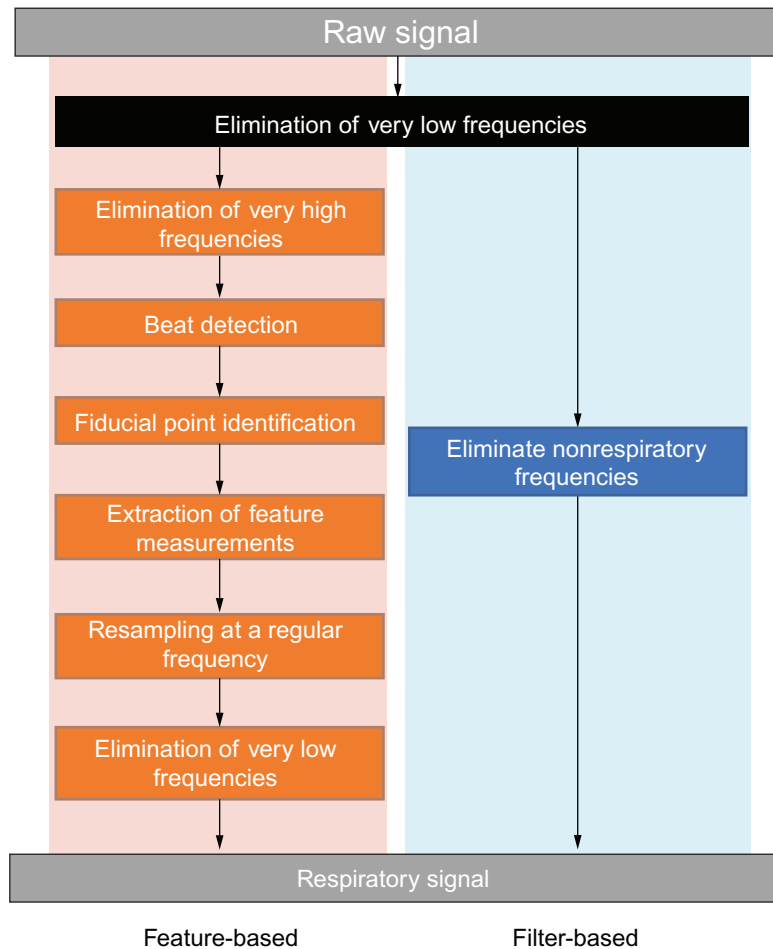 Raw signal
Elimination of very low frequencies
Elimination of very high
frequencies
Beat detection
Fiducial point identification
Extraction of feature
measurements
Resampling at a regular
frequency
Elimination of very low
frequencies
Eliminate nonrespiratory
frequencies
Respiratory signal
Feature-based
Filter-based